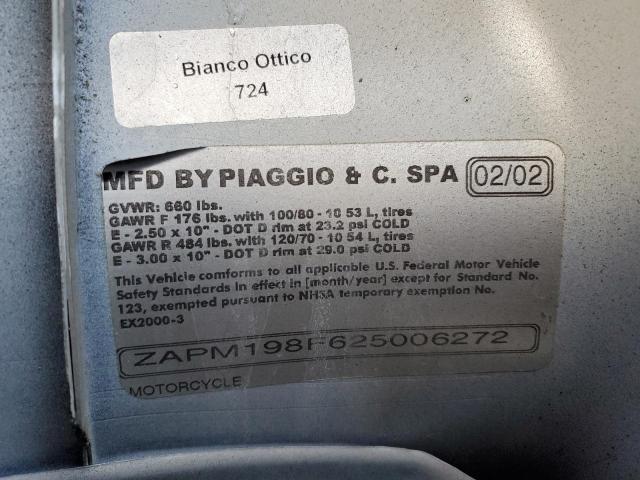 Bianco Ottico
724
MFD BY PIAGGIO & C. SPA 02/02
GVWR: 660 lbs.
GAWR F 176 lbs. with 100/80 - 10 53 L, tires
E - 2.50 x 10" - DOT D rim at 23.2 psi COLD
GAWR R 484 lbs. with 120/70 - 10 54 L, tires
E - 3.00 x 10" - DOT D rim at 29.0 psi COLD
This Vehicle conforms to all applicable U.S. Federal Motor Vehicle
Safety Standards in Effect in [month/year] except for Standard No.
123, exempted pursuant to NHSA temporary exemption No.
EX2000-3
ZAPM198F625006272
MOTORCYCLE